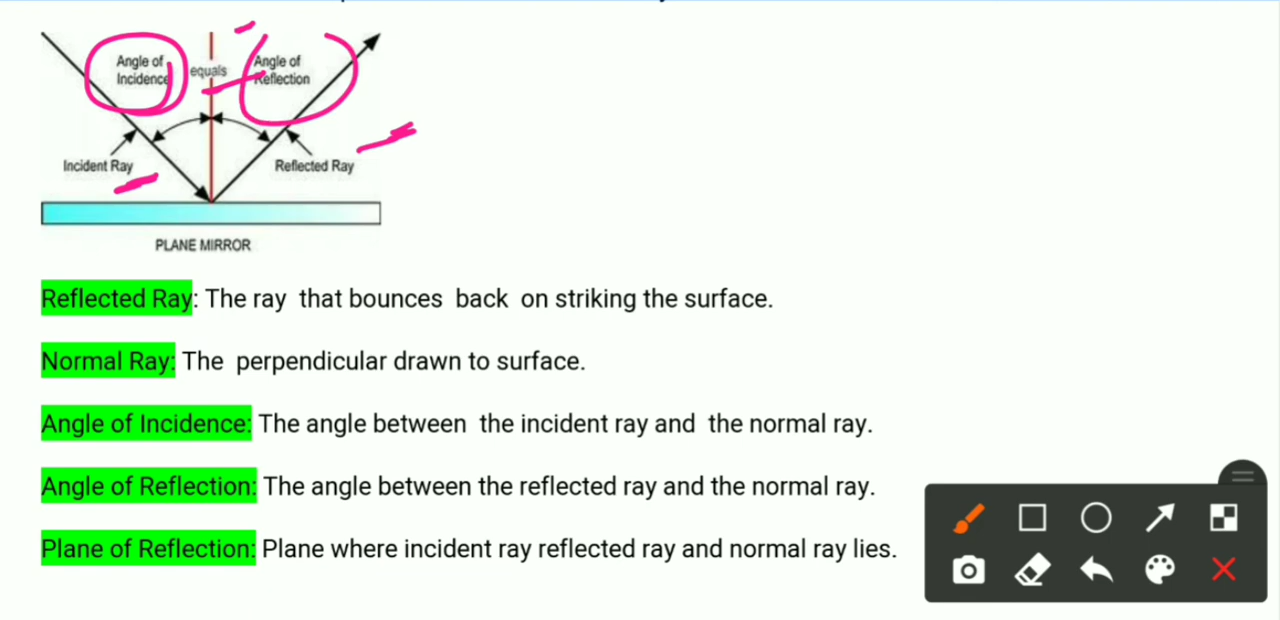 Angle of
Incidence
equals
Angle of
Reflection
Incident Ray
Reflected Ray
PLANE MIRROR
Reflected Ray: The ray that bounces back on striking the surface.
Normal Ray: The perpendicular drawn to surface.
Angle of Incidence: The angle between the incident ray and the normal ray.
Angle of Reflection: The angle between the reflected ray and the normal ray.
Plane of Reflection: Plane where incident ray reflected ray and normal ray lies.